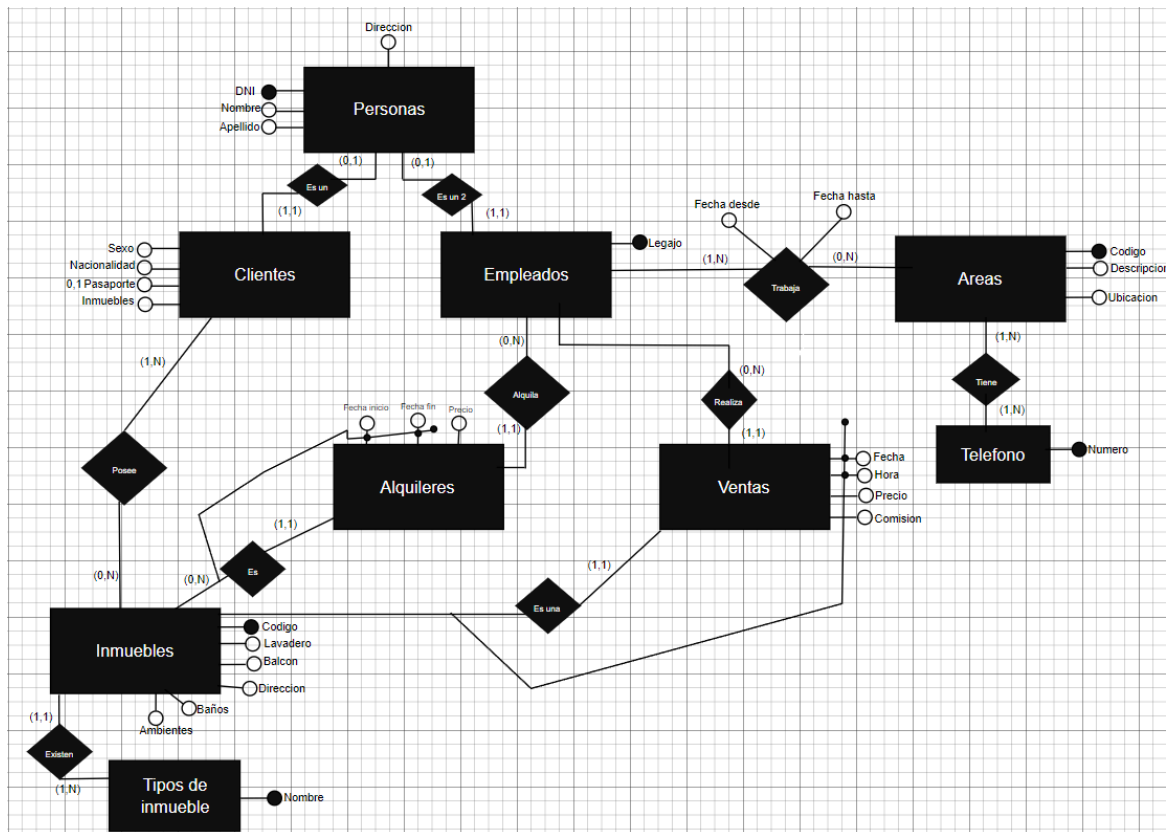 Direccion
DNI
Nombre
Apellido
Personas
(0,1)
(0,1)
Es un
Es un 2
(1,1)
(1,1)
Fecha desde
Fecha hasta
Sexo
Nacionalidad
0,1 Pasaporte
Inmuebles
Clientes
Empleados
Legajo
(1,N)
Trabaja
(0,N)
Areas
Codigo
Descripcion
Ubicacion
(1,N)
(0,N)
(0,N)
(1,N)
Alquila
Realiza
Tiene
Fecha inicio
Fecha fin
Precio
(1,1)
(1,1)
(1,N)
Posee
Alquileres
Ventas
Fecha
Hora
Precio
Comision
Telefono
Numero
(1,1)
(1,1)
(0,N)
(0,N)
Es
Es una
Inmuebles
Codigo
Lavadero
Balcon
Direccion
Baños
Ambientes
(1,1)
Existen
(1,N)
Tipos de
inmueble
Nombre